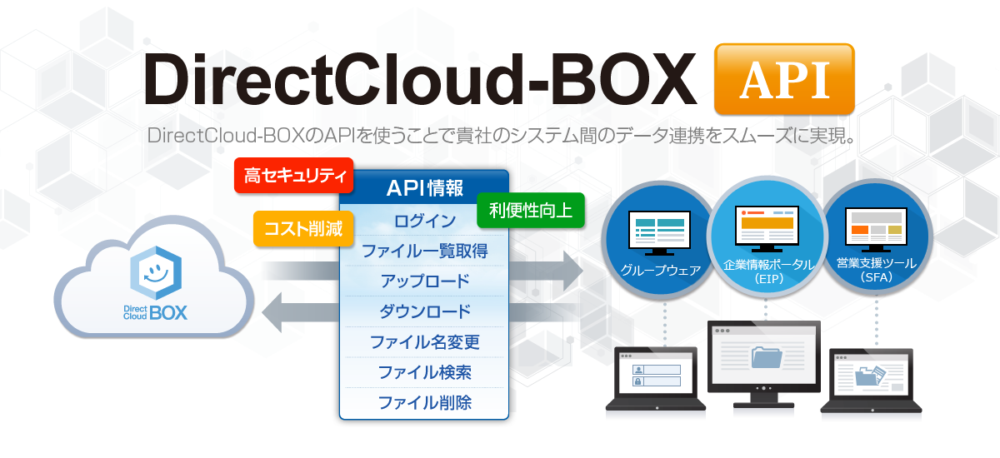 DirectCloud-BOX API
DirectCloud-BOXのAPIを使うことで貴社のシステム間のデータ連携をスムーズに実現。
高セキュリティ
コスト削減
利便性向上
API情報
ログイン
ファイル一覧取得
アップロード
ダウンロード
ファイル名変更
ファイル検索
ファイル削除
Direct
Cloud BOX
グループウェア
企業情報ポータル
（EIP）
営業支援ツール
（SFA）